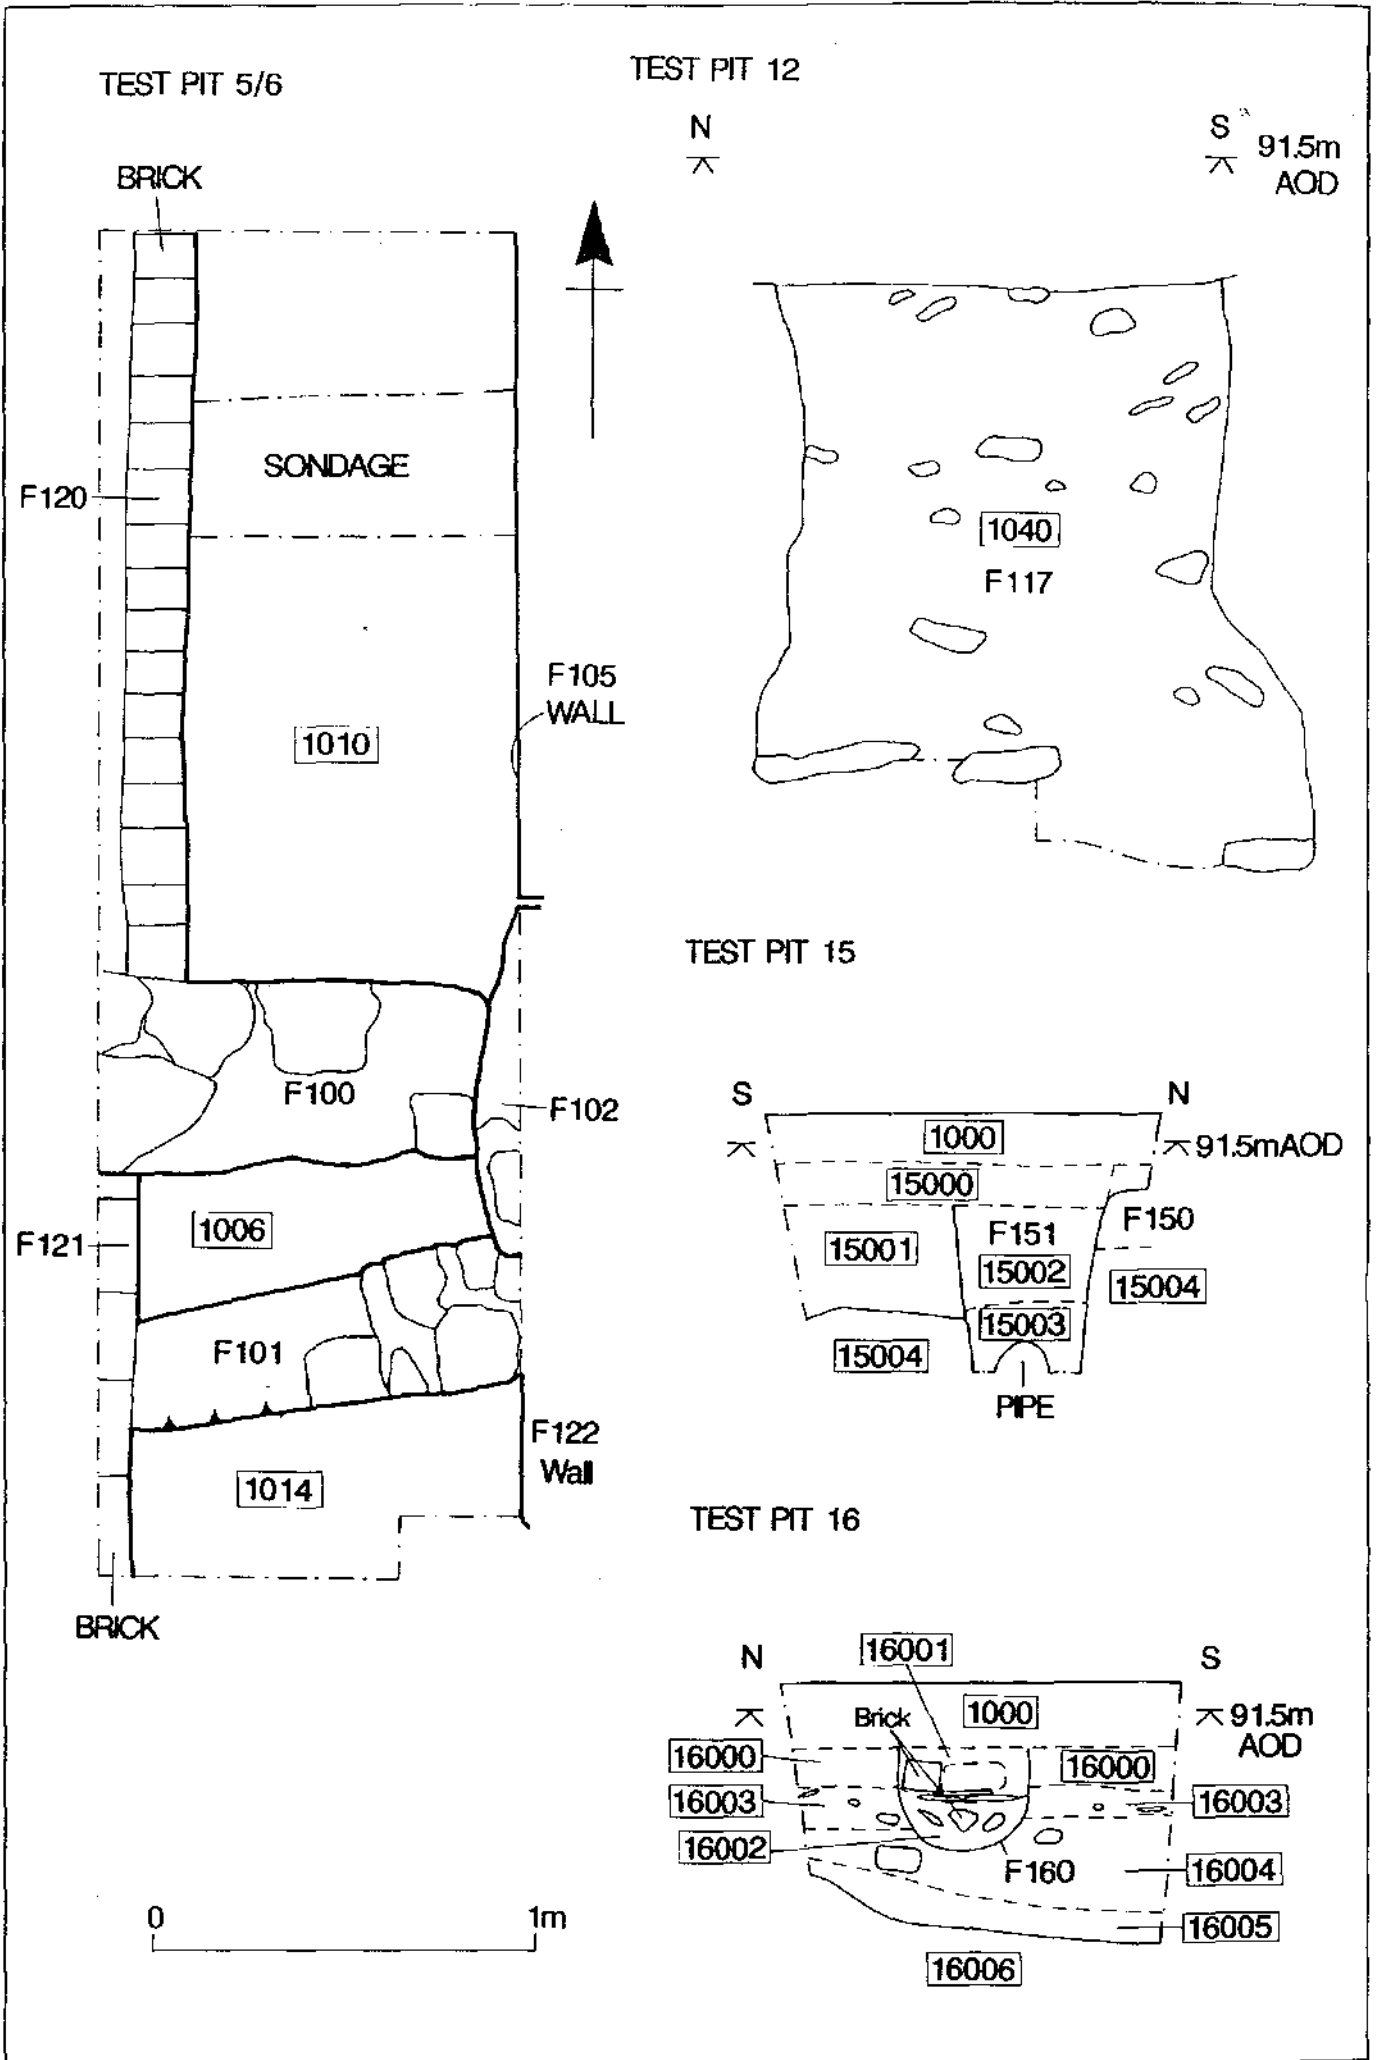 TEST PIT 5/6
BRICK
F120
SONDAGE
1010
F105
WALL
F100
F102
1006
F121
F101
F122
Wall
1014
BRICK
0 1m
TEST PIT 12
N S
91.5m
AOD
1040
F117
TEST PIT 15
S N
1000
91.5mAOD
15000
F150
F151
15001
15002
15004
15003
15004
PIPE
TEST PIT 16
N S
16001
1000
Brick
91.5m
AOD
16000
16000
16003
16003
16002
F160
16004
16005
16006